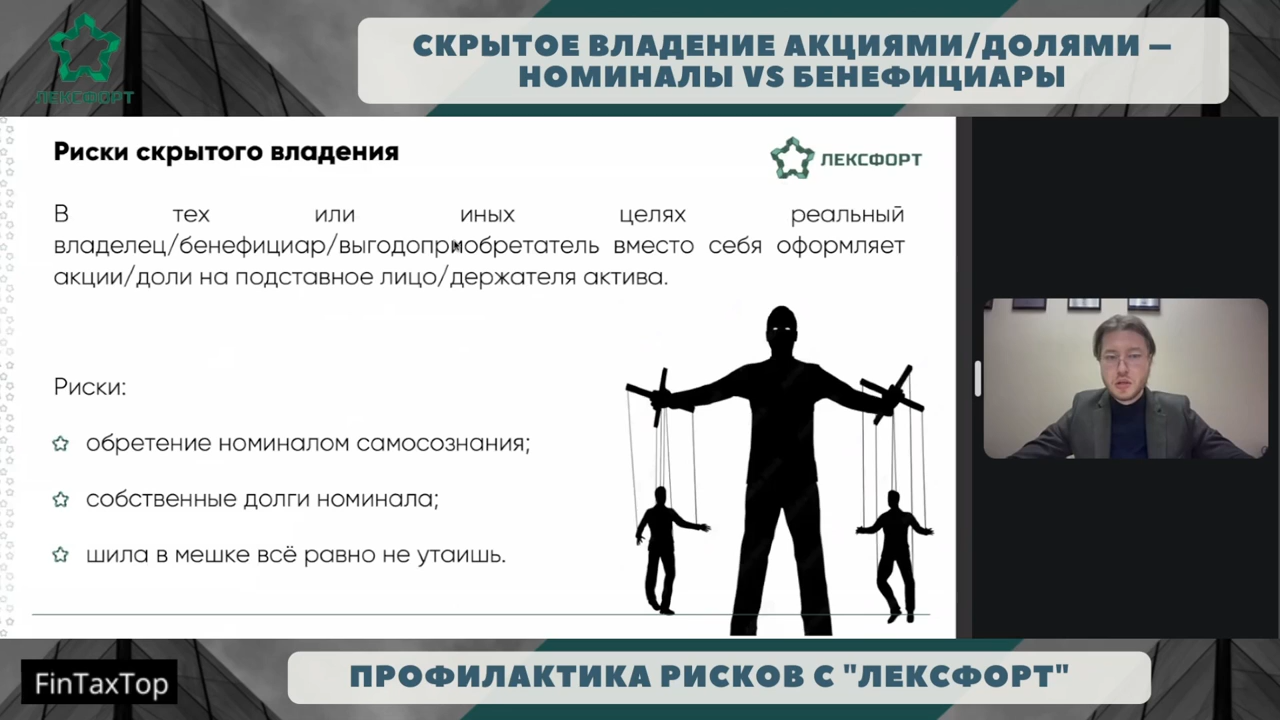 ЛЕКСФОРТ
СКРЫТОЕ ВЛАДЕНИЕ АКЦИЯМИ/ДОЛЯМИ –
НОМИНАЛЫ VS БЕНЕФИЦИАРЫ
Риски скрытого владения
ЛЕКСФОРТ
В тех или иных целях реальный
владелец/бенефициар/выгодоприобретатель вместо себя оформляет
акции/доли на подставное лицо/держателя актива.
Риски:
обретение номиналом самосознания;
собственные долги номинала;
шила в мешке всё равно не утаишь.
FinTaxTop
ПРОФИЛАКТИКА РИСКОВ С "ЛЕКСФОРТ"